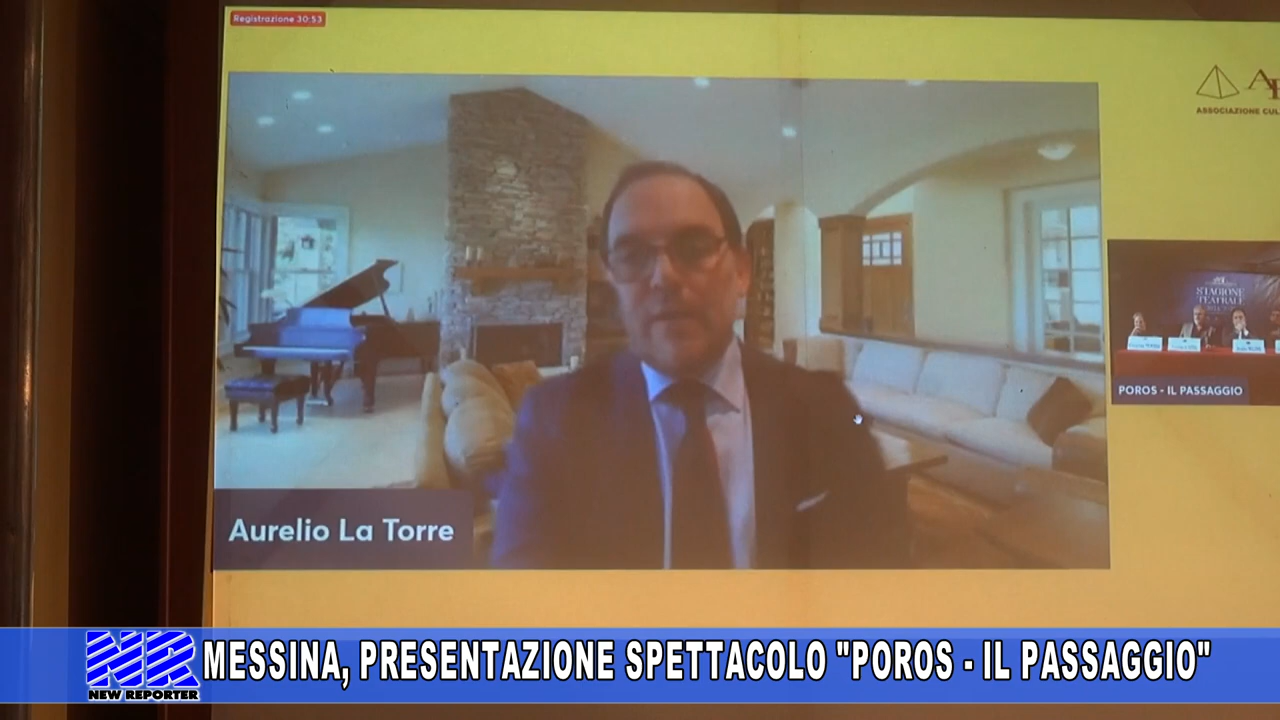 Registrazione 30:53
ASSOCIAZIONE CUL
STAGIONE
TEATRALE
POROS - IL PASSAGGIO
Aurelio La Torre
NR
NEW REPORTER
MESSINA, PRESENTAZIONE SPETTACOLO "POROS - IL PASSAGGIO"